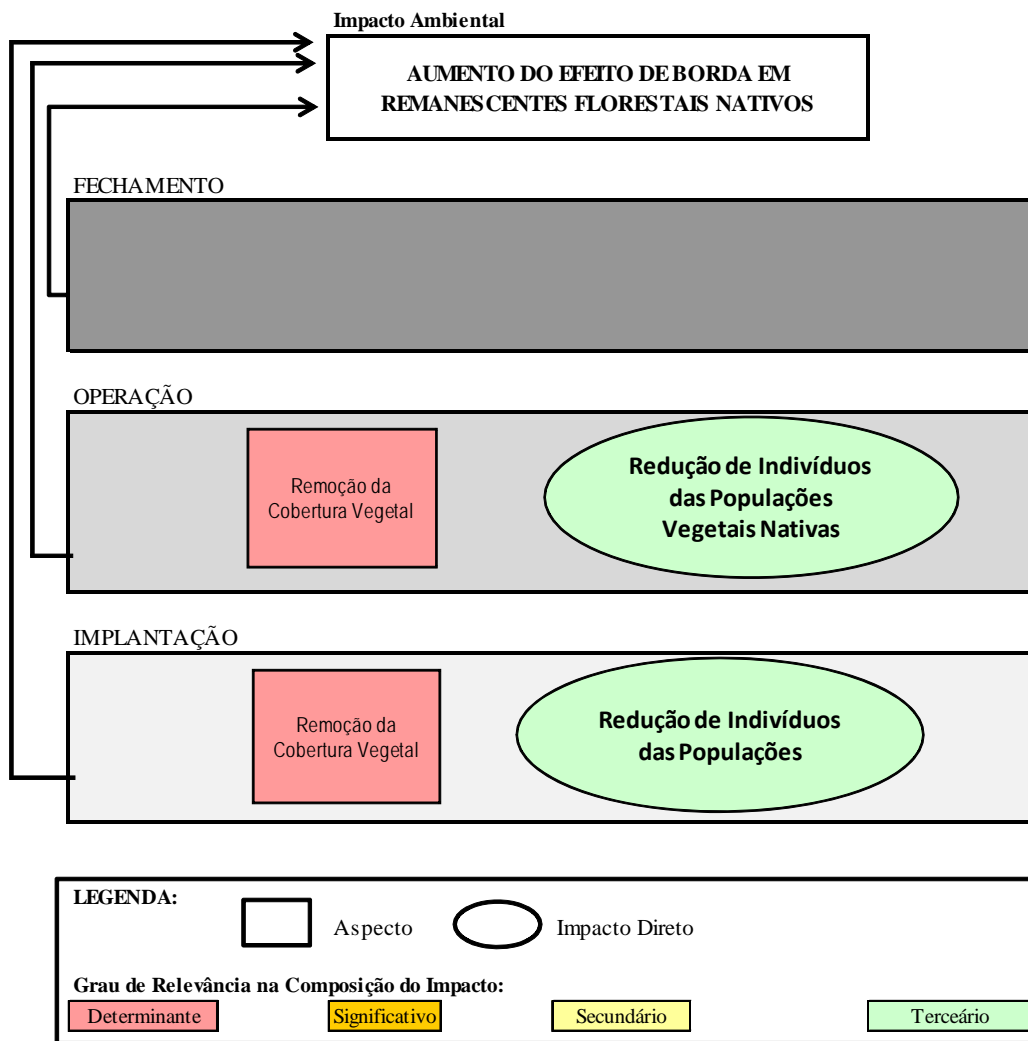 Impacto Ambiental
AUMENTO DO EFEITO DE BORDA EM
REMANESCENTES FLORESTAIS NATIVOS
FECHAMENTO
OPERAÇÃO
Remoção da
Cobertura Vegetal
Redução de Indivíduos
das Populações
Vegetais Nativas
IMPLANTAÇÃO
Remoção da
Cobertura Vegetal
Redução de Indivíduos
das Populações
LEGENDA:
Aspecto
Impacto Direto
Grau de Relevância na Composição do Impacto:
Determinante
Significativo
Secundário
Terceário